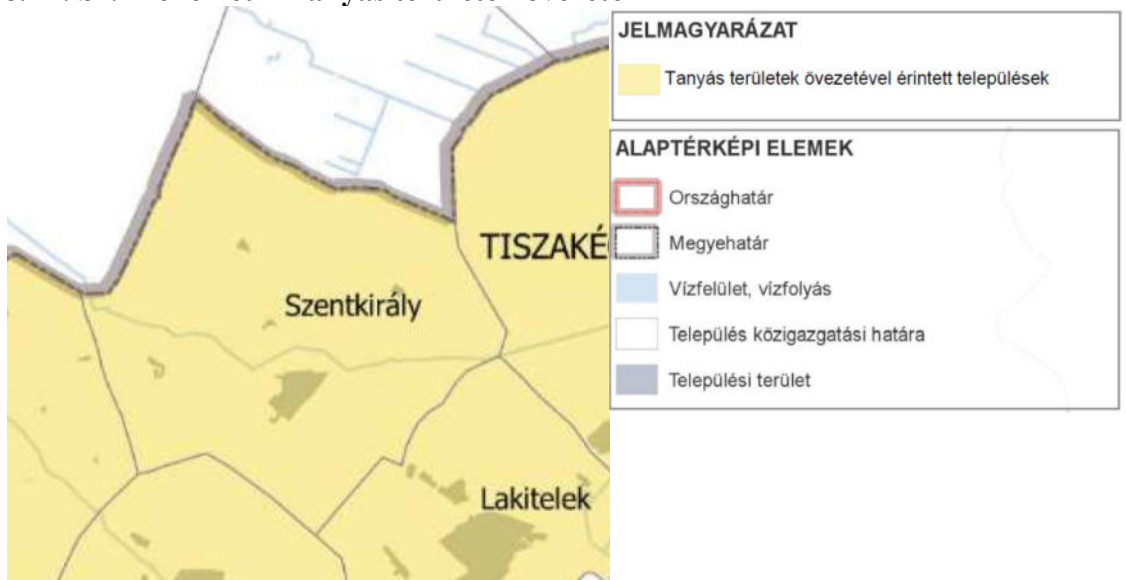 TISZAKÉ
Szentkirály
Lakitelek
JELMAGYARÁZAT
Tanyás területek övezetével érintett települések
ALAPTÉRKÉPI ELEMEK
Országhatár
Megyehatár
Vízfelület, vízfolyás
Település közigazgatási határa
Települési terület